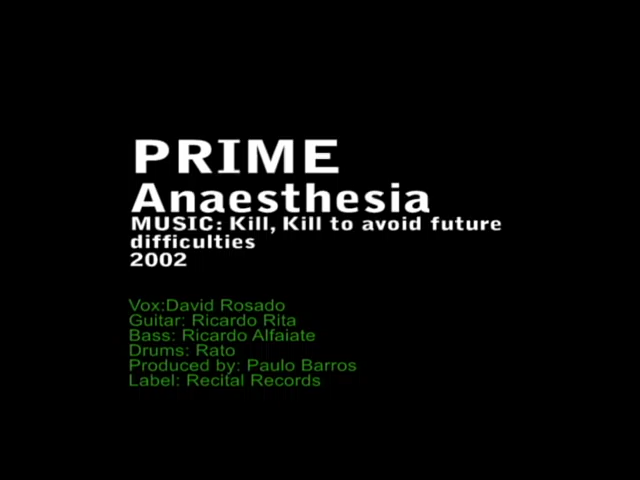 PRIME
Anaesthesia
MUSIC: Kill, Kill to avoid future
difficulties
2002
Vox:David Rosado
Guitar: Ricardo Rita
Bass: Ricardo Alfaiate
Drums: Rato
Produced by: Paulo Barros
Label: Recital Records